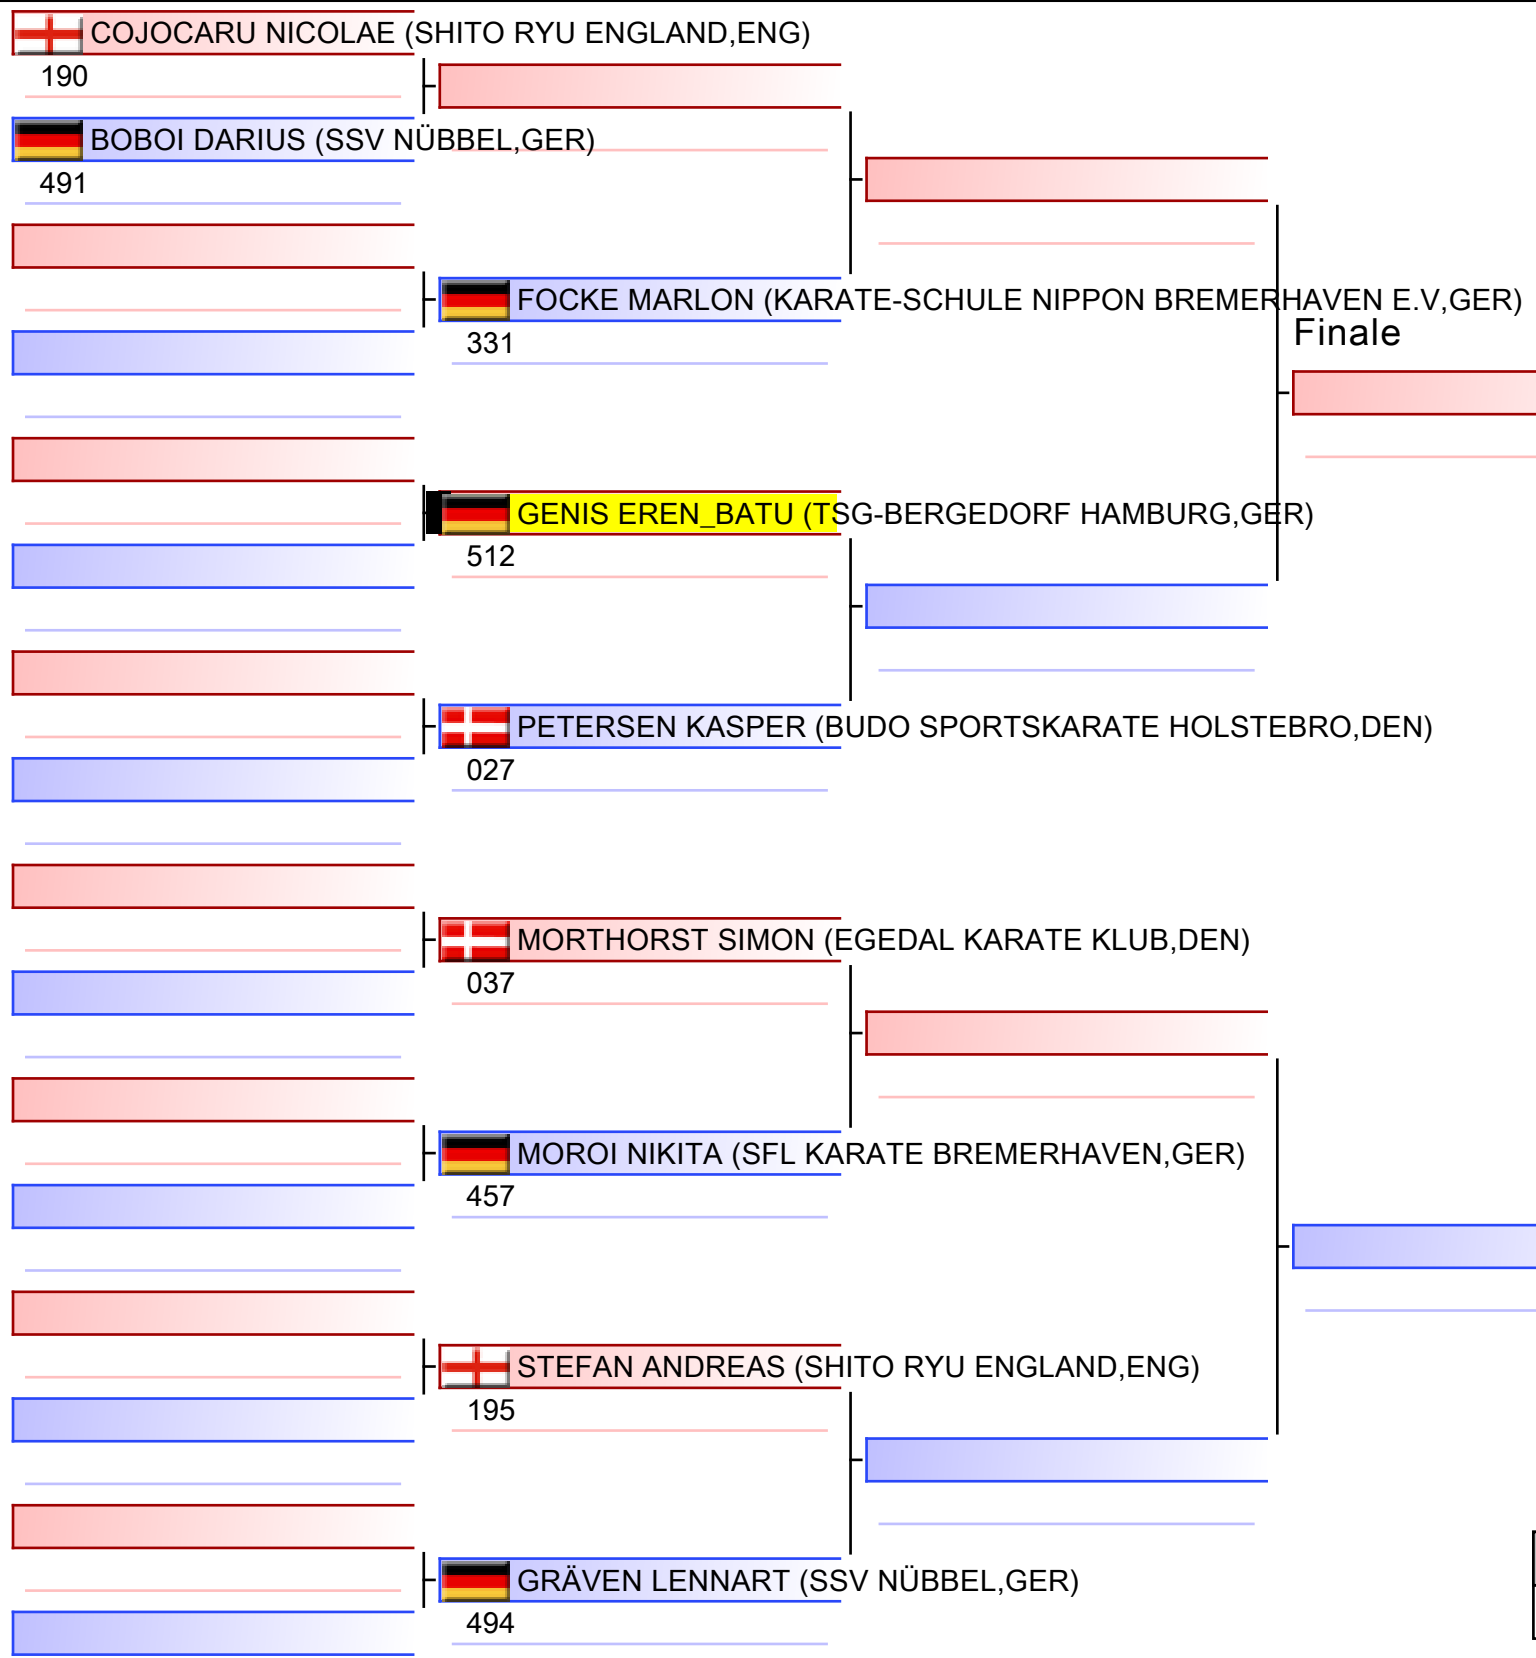 COJOCARU NICOLAE (SHITO RYU ENGLAND,ENG)
190
BOBOI DARIUS (SSV NÜBBEL,GER)
491
FOCKE MARLON (KARATE-SCHULE NIPPON BREMERHAVEN E.V,GER)
331
Finale
GENIS EREN_BATU (TSG-BERGEDORF HAMBURG,GER)
512
PETERSEN KASPER (BUDO SPORTSKARATE HOLSTEBRO,DEN)
027
MORTHORST SIMON (EGEDAL KARATE KLUB,DEN)
037
MOROI NIKITA (SFL KARATE BREMERHAVEN,GER)
457
STEFAN ANDREAS (SHITO RYU ENGLAND,ENG)
195
GRÄVEN LENNART (SSV NÜBBEL,GER)
494